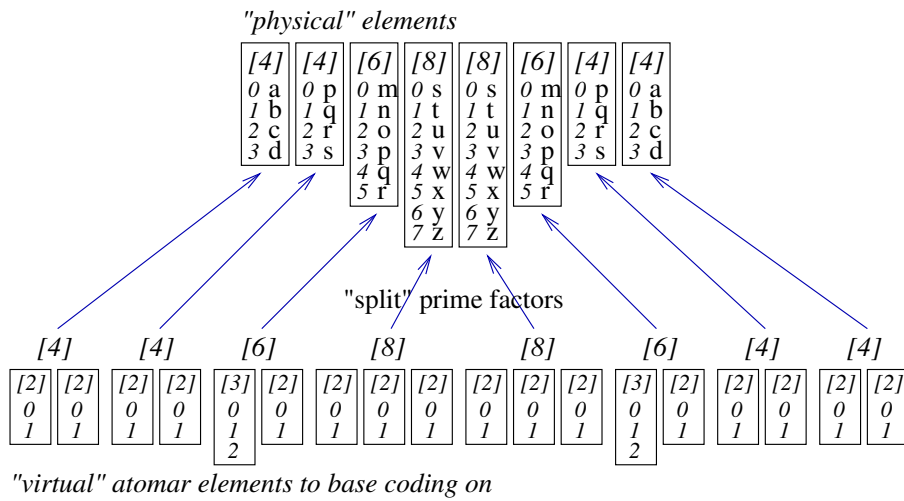 "physical" elements
[4] [4] [6] [8] [8] [6] [4] [4]
0 a 0 p 0 m 0 s 0 s 0 m 0 p 0 a
1 b 1 q 1 n 1 t 1 t 1 n 1 q 1 b
2 c 2 r 2 o 2 u 2 u 2 o 2 r 2 c
3 d 3 s 3 p 3 v 3 v 3 p 3 s 3 d
4 q 4 w 4 w 4 q
5 r 5 x 5 x 5 r
6 y 6 y
7 z 7 z
"split" prime factors
[4] [4] [6] [8] [8] [6] [4] [4]
[2] [2] [2] [2] [3] [2] [2] [2] [2] [2] [2] [2] [3] [2] [2] [2] [2] [2]
0 0 0 0 0 0 0 0 0 0 0 0 0 0 0 0 0 0
1 1 1 1 1 1 1 1 1 1 1 1 1 1 1 1 1 1
2 2
"virtual" atomar elements to base coding on